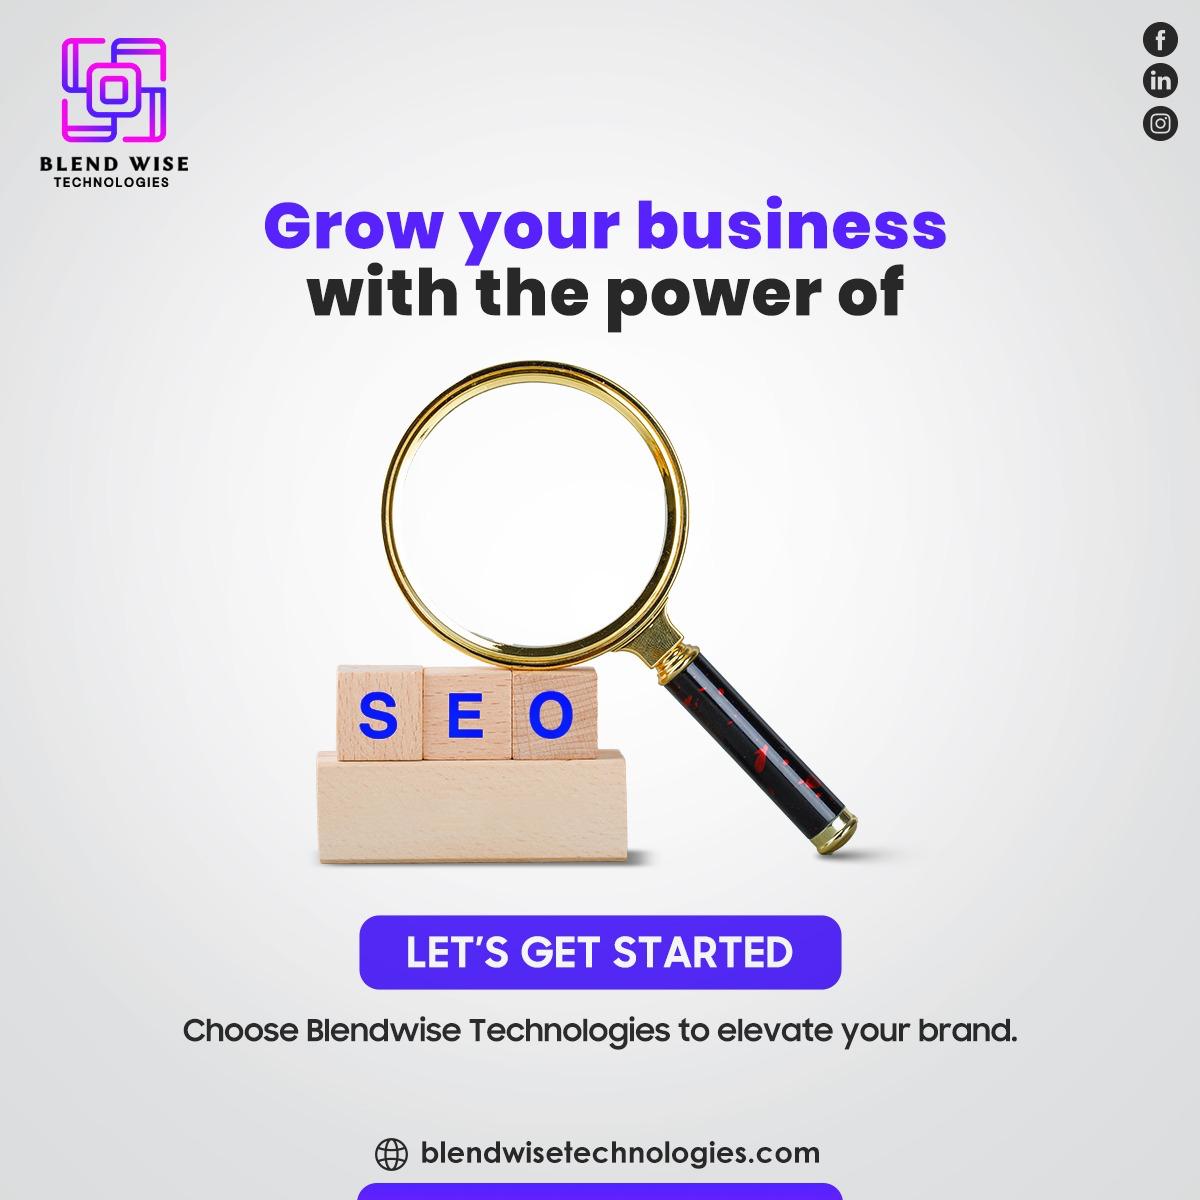 BLEND WISE
TECHNOLOGIES
Grow your business
with the power of
S E O
LET'S GET STARTED
Choose Blendwise Technologies to elevate your brand.
blendwisetechnologies.com